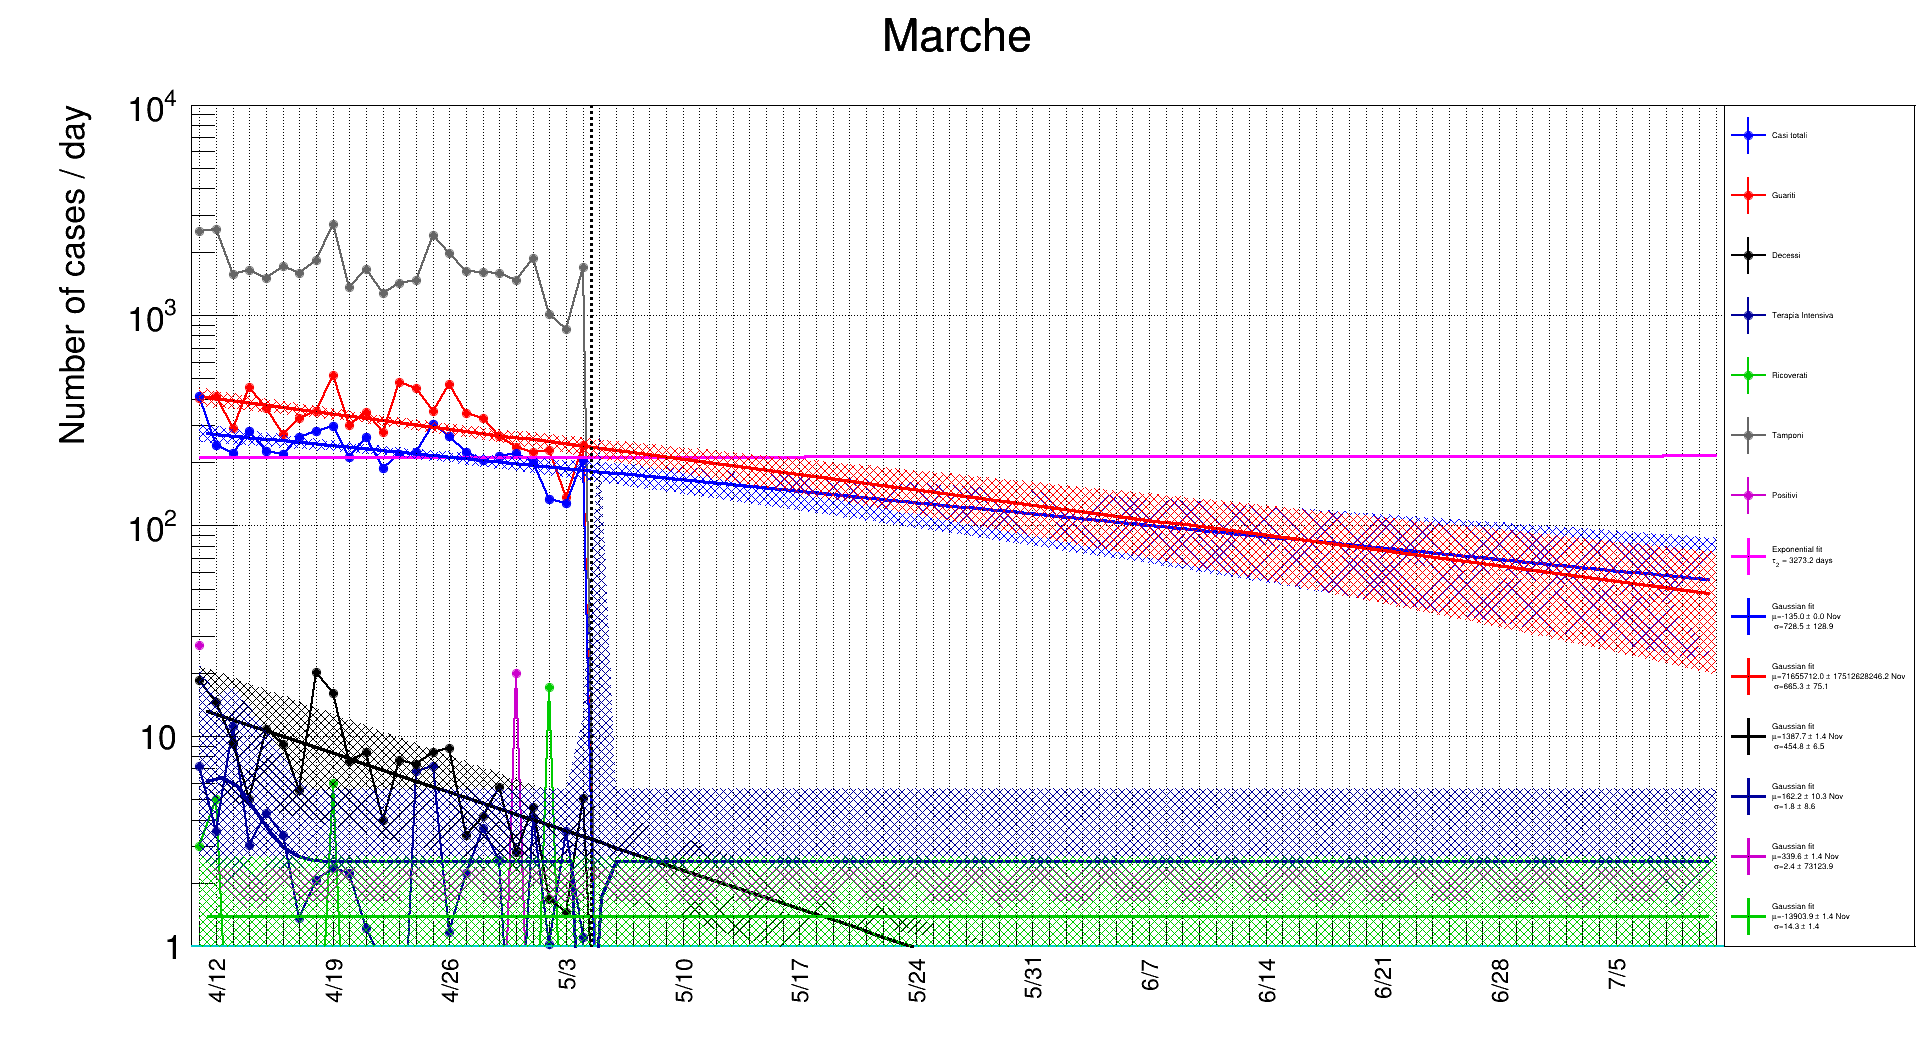 Marche
Number of cases / day
10^4
10^3
10^2
10
1
4/12
4/19
4/26
5/3
5/10
5/17
5/24
5/31
6/7
6/14
6/21
6/28
7/5
Casi totali
Guariti
Decessi
Terapia Intensiva
Ricoverati
Tamponi
Positivi
Exponential fit
τ_2 = 3273.2 days
Gaussian fit
μ=-135.0 ± 0.0 Nov
σ=728.5 ± 128.9
Gaussian fit
μ=71655712.0 ± 17512628246.2 Nov
σ=665.3 ± 75.1
Gaussian fit
μ=1387.7 ± 1.4 Nov
σ=454.8 ± 6.5
Gaussian fit
μ=162.2 ± 10.3 Nov
σ=1.8 ± 8.6
Gaussian fit
μ=339.6 ± 1.4 Nov
σ=2.4 ± 73123.9
Gaussian fit
μ=-13903.9 ± 1.4 Nov
σ=14.3 ± 1.4